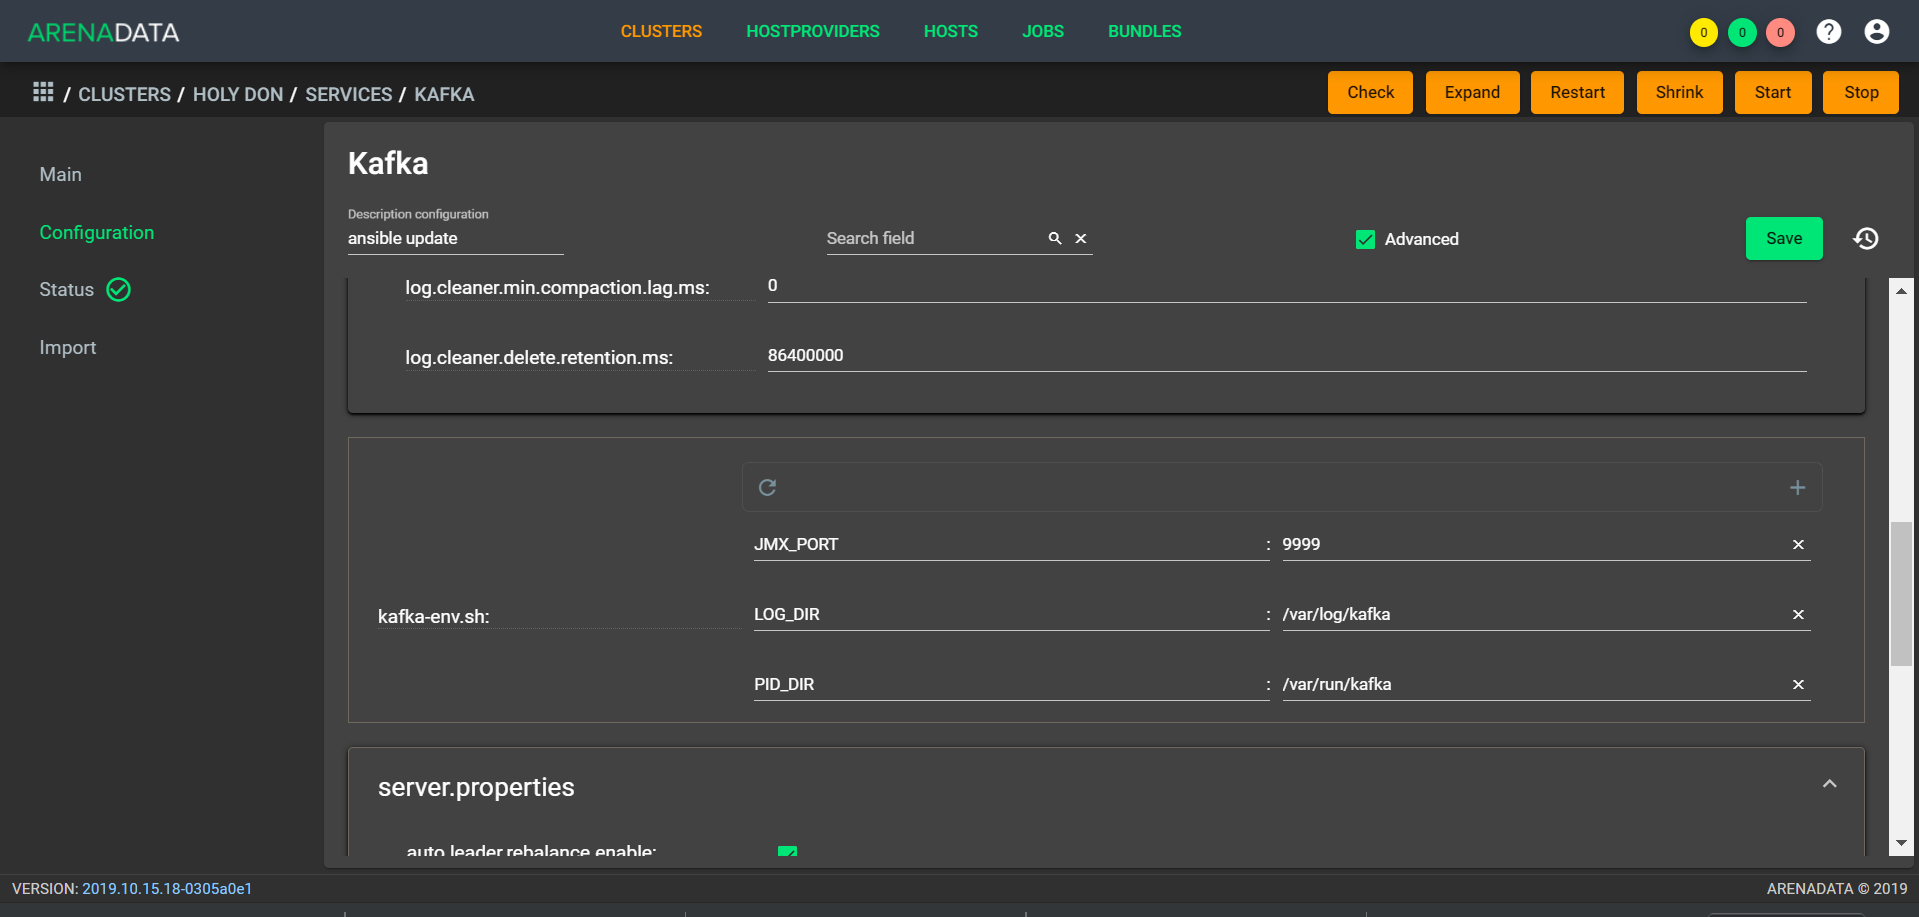 ARENADATA CLUSTERS HOSTPROVIDERS HOSTS JOBS BUNDLES 0 0 0 ?
/ CLUSTERS / HOLY DON / SERVICES / KAFKA Check Expand Restart Shrink Start Stop
Main
Configuration
Status
Import
Kafka
Description configuration
ansible update Search field Advanced Save
log.cleaner.min.compaction.lag.ms: 0
log.cleaner.delete.retention.ms: 86400000
JMX_PORT : 9999
kafka-env.sh: LOG_DIR : /var/log/kafka
PID_DIR : /var/run/kafka
server.properties
auto.leader.rebalance.enable:
VERSION: 2019.10.15.18-0305a0e1 ARENADATA © 2019